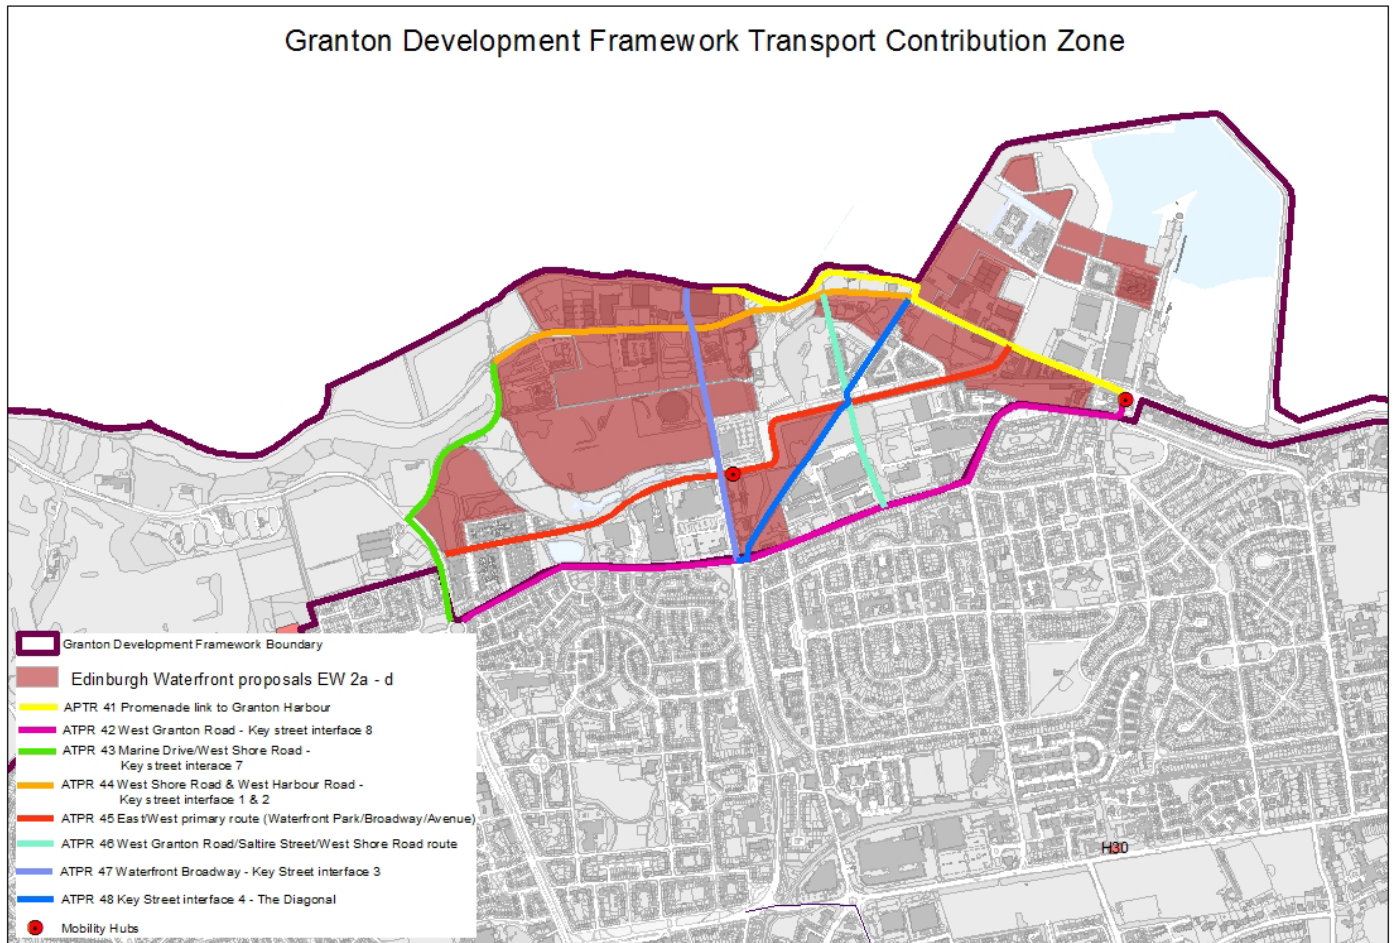 Granton Development Framework Transport Contribution Zone
H30
Granton Development Framework Boundary
Edinburgh Waterfront proposals EW 2a - d
APTR 41 Promenade link to Granton Harbour
ATPR 42 West Granton Road - Key street interface 8
ATPR 43 Marine Drive/West Shore Road -
Key street interace 7
ATPR 44 West Shore Road & West Harbour Road -
Key street interface 1 & 2
ATPR 45 East/West primary route (Waterfront Park/Broadway/Avenue)
ATPR 46 West Granton Road/Saltire Street/West Shore Road route
ATPR 47 Waterfront Broadway - Key Street interface 3
ATPR 48 Key Street interface 4 - The Diagonal
Mobility Hubs